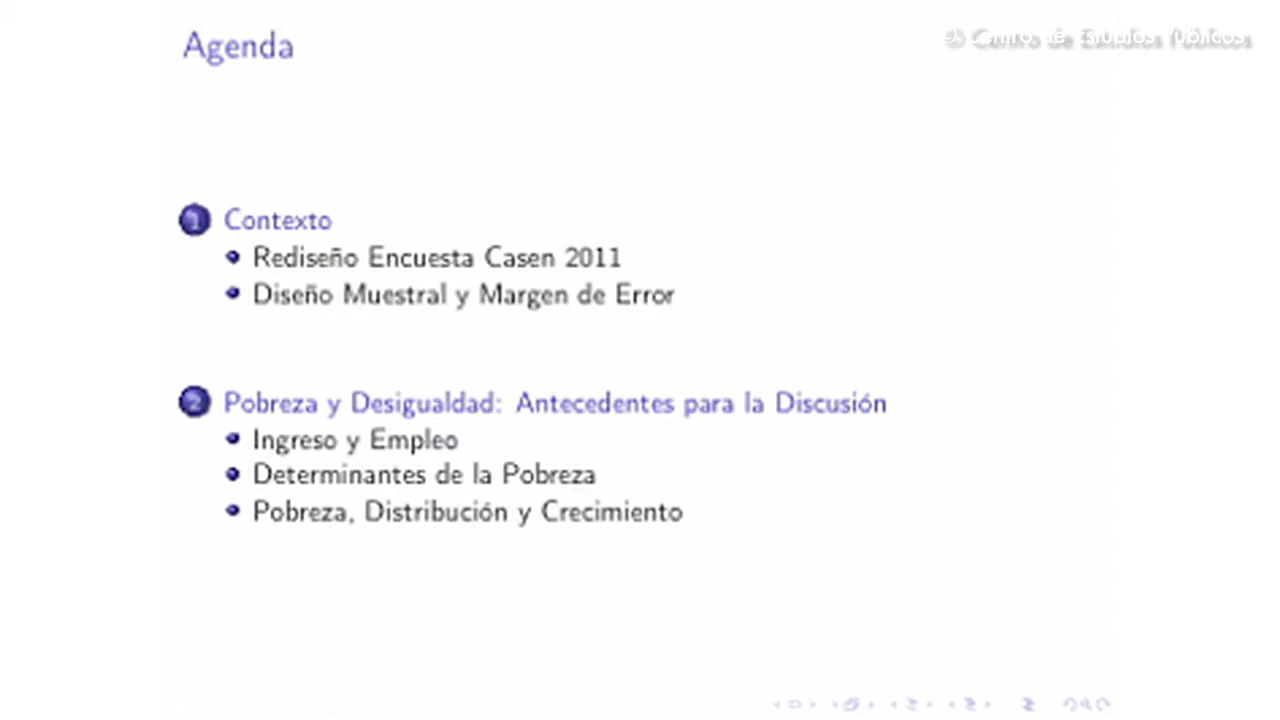 Agenda
© Centro de Estudios Públicos
1 Contexto
Rediseño Encuesta Casen 2011
Diseño Muestral y Margen de Error
2 Pobreza y Desigualdad: Antecedentes para la Discusión
Ingreso y Empleo
Determinantes de la Pobreza
Pobreza, Distribución y Crecimiento